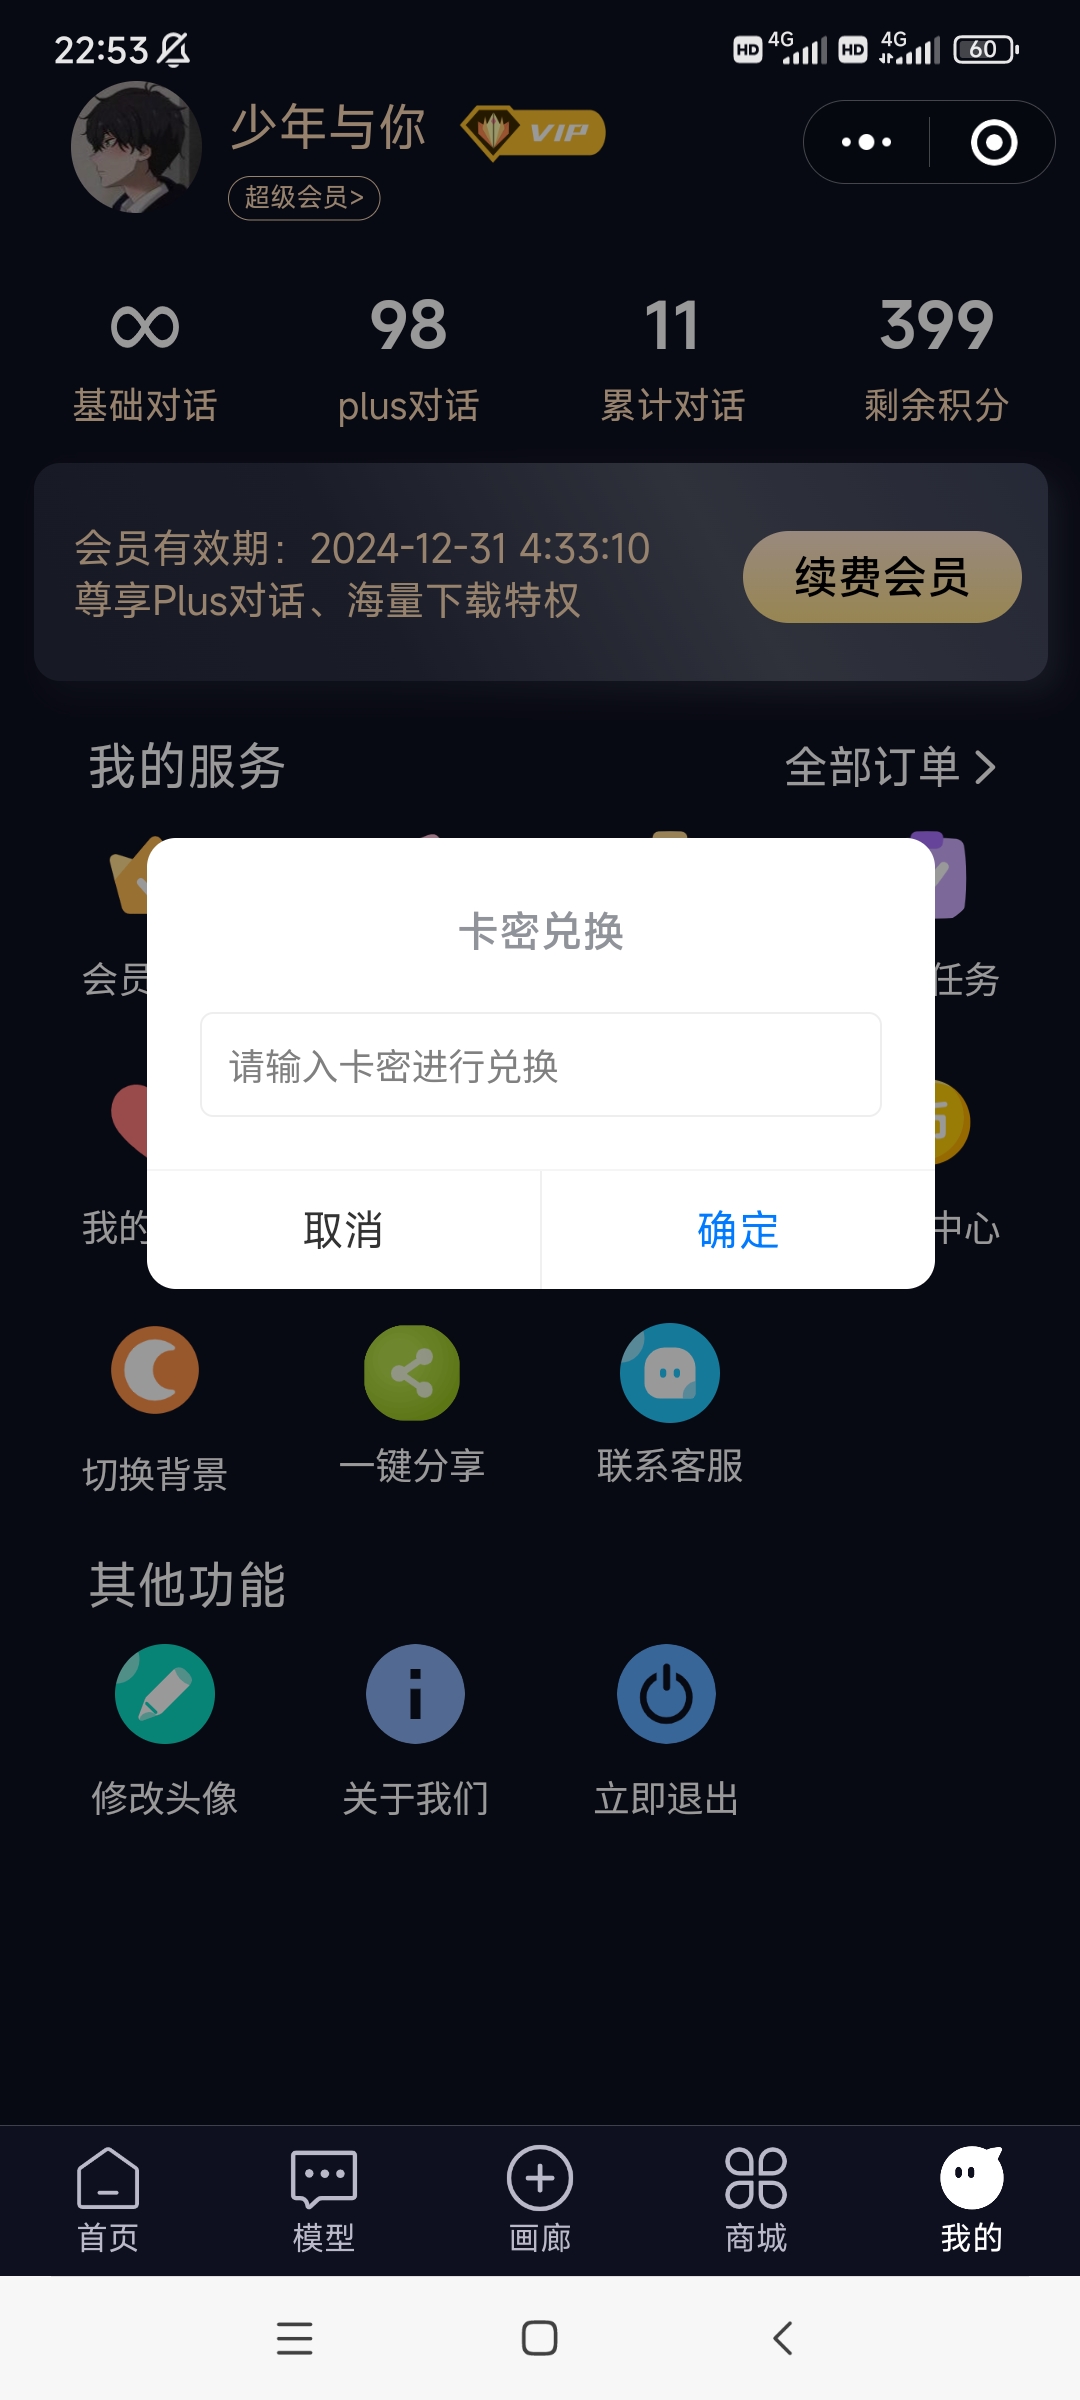 22:53 HD 4G HD 4G 60
少年与你 VIP
超级会员>
∞ 98 11 399
基础对话 plus对话 累计对话 剩余积分
会员有效期：2024-12-31 4:33:10
尊享Plus对话、海量下载特权
续费会员
我的服务 全部订单
卡密兑换
会员 任务
请输入卡密进行兑换
我的 中心
取消 确定
切换背景 一键分享 联系客服
其他功能
修改头像 关于我们 立即退出
首页 模型 画廊 商城 我的